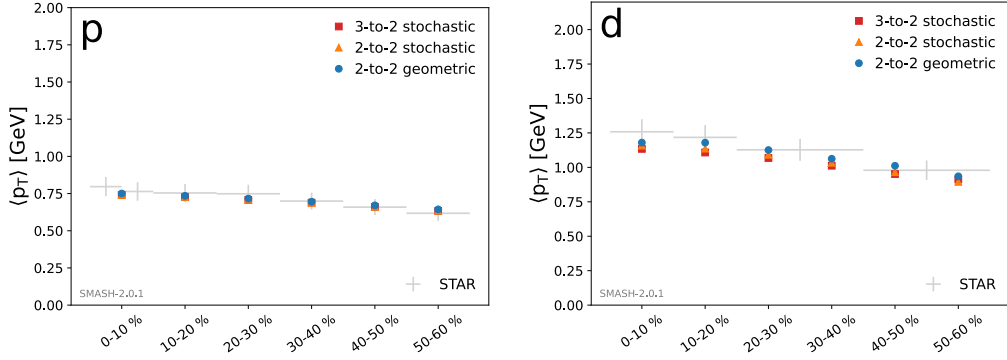 p
3-to-2 stochastic
2-to-2 stochastic
2-to-2 geometric
⟨p_T⟩ [GeV]
2.00
1.75
1.50
1.25
1.00
0.75
0.50
0.25
0.00
STAR
SMASH-2.0.1
0-10 %
10-20 %
20-30 %
30-40 %
40-50 %
50-60 %
d
3-to-2 stochastic
2-to-2 stochastic
2-to-2 geometric
⟨p_T⟩ [GeV]
2.00
1.75
1.50
1.25
1.00
0.75
0.50
0.25
0.00
STAR
SMASH-2.0.1
0-10 %
10-20 %
20-30 %
30-40 %
40-50 %
50-60 %